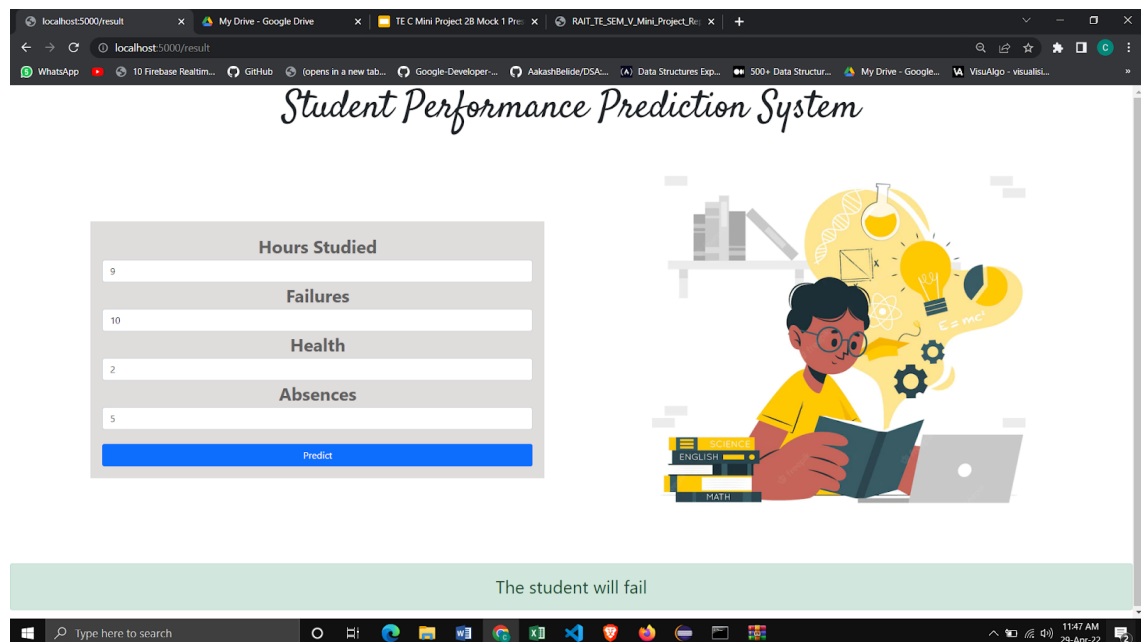 localhost:5000/result
My Drive - Google Drive
TE C Mini Project 2B Mock 1 Pre
RAIT_TE_SEM_V_Mini_Project_Re
localhost:5000/result
WhatsApp
10 Firebase Realtim...
GitHub
(opens in a new tab...
Google-Developer-...
AakashBelide/DSA:...
Data Structures Exp...
500+ Data Structur...
My Drive - Google...
VisuAlgo - visualisi...
Student Performance Prediction System
Hours Studied
9
Failures
10
Health
2
Absences
5
Predict
E=mc²
SCIENCE
ENGLISH
MATH
The student will fail
Type here to search
11:47 AM
29-Apr-22